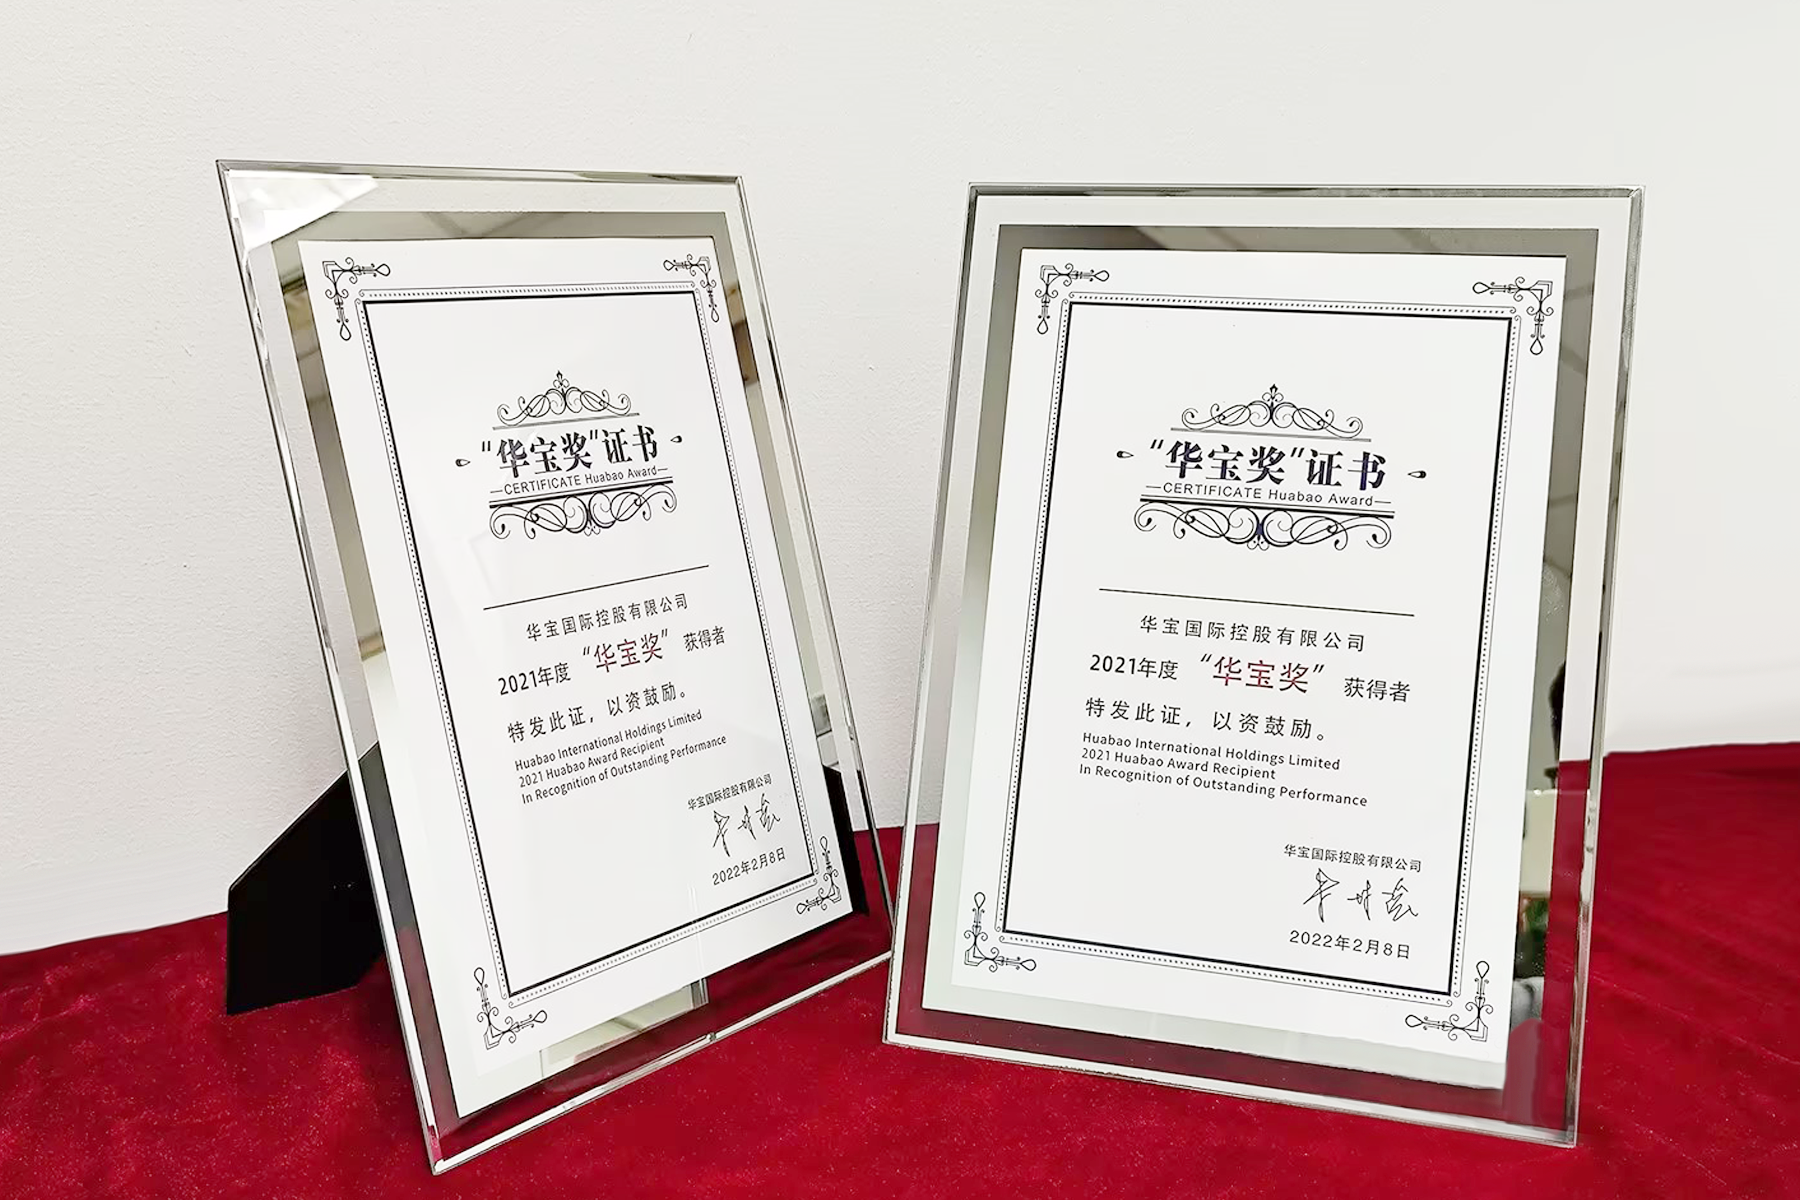 “华宝奖”证书
CERTIFICATE Huabao Award
华宝国际控股有限公司
2021年度 “华宝奖” 获得者
特发此证，以资鼓励。
Huabao International Holdings Limited
2021 Huabao Award Recipient
In Recognition of Outstanding Performance
华宝国际控股有限公司
2022年2月8日
“华宝奖”证书
CERTIFICATE Huabao Award
华宝国际控股有限公司
2021年度 “华宝奖” 获得者
特发此证，以资鼓励。
Huabao International Holdings Limited
2021 Huabao Award Recipient
In Recognition of Outstanding Performance
华宝国际控股有限公司
2022年2月8日